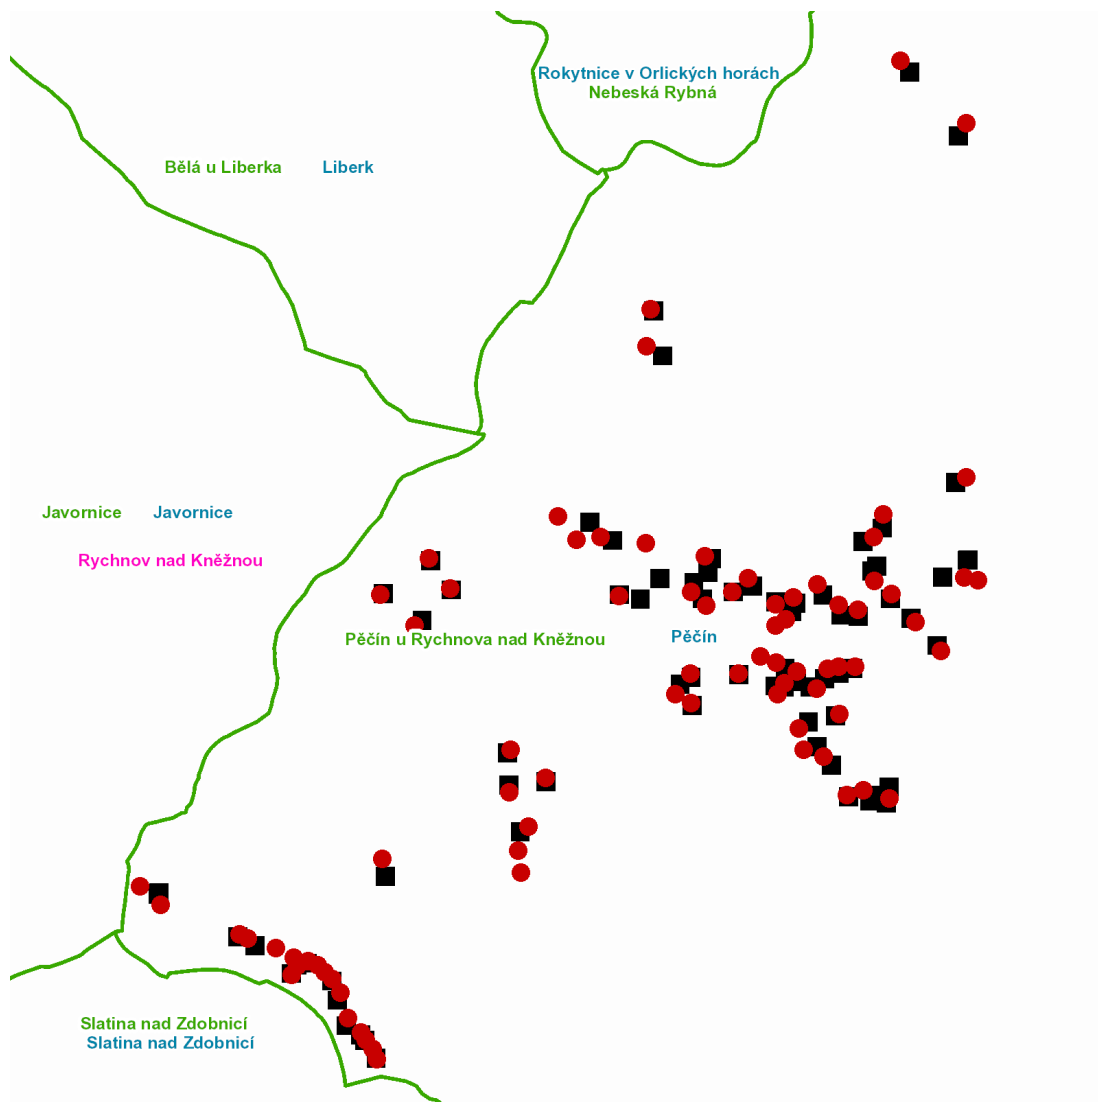 Rokytnice v Orlických horách
Nebeská Rybná
Bělá u Liberka Liberk
Javornice Javornice
Rychnov nad Kněžnou
Pěčín u Rychnova nad Kněžnou Pěčín
Slatina nad Zdobnicí
Slatina nad Zdobnicí